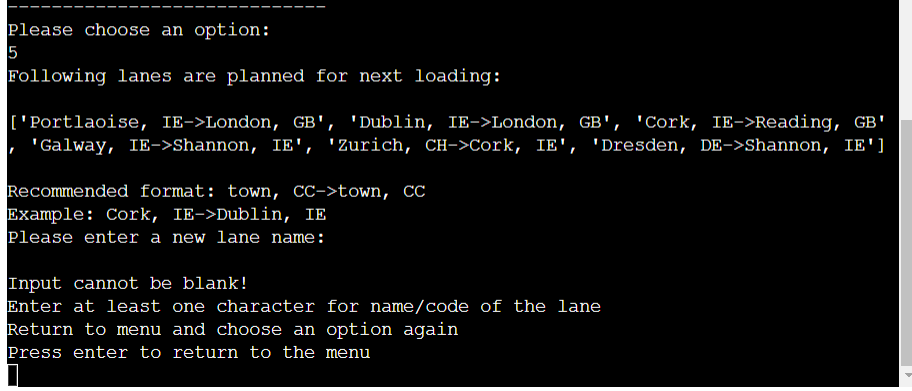 -----------------------------
Please choose an option:
5
Following lanes are planned for next loading:
['Portlaoise, IE->London, GB', 'Dublin, IE->London, GB', 'Cork, IE->Reading, GB'
, 'Galway, IE->Shannon, IE', 'Zurich, CH->Cork, IE', 'Dresden, DE->Shannon, IE']
Recommended format: town, CC->town, CC
Example: Cork, IE->Dublin, IE
Please enter a new lane name:
Input cannot be blank!
Enter at least one character for name/code of the lane
Return to menu and choose an option again
Press enter to return to the menu